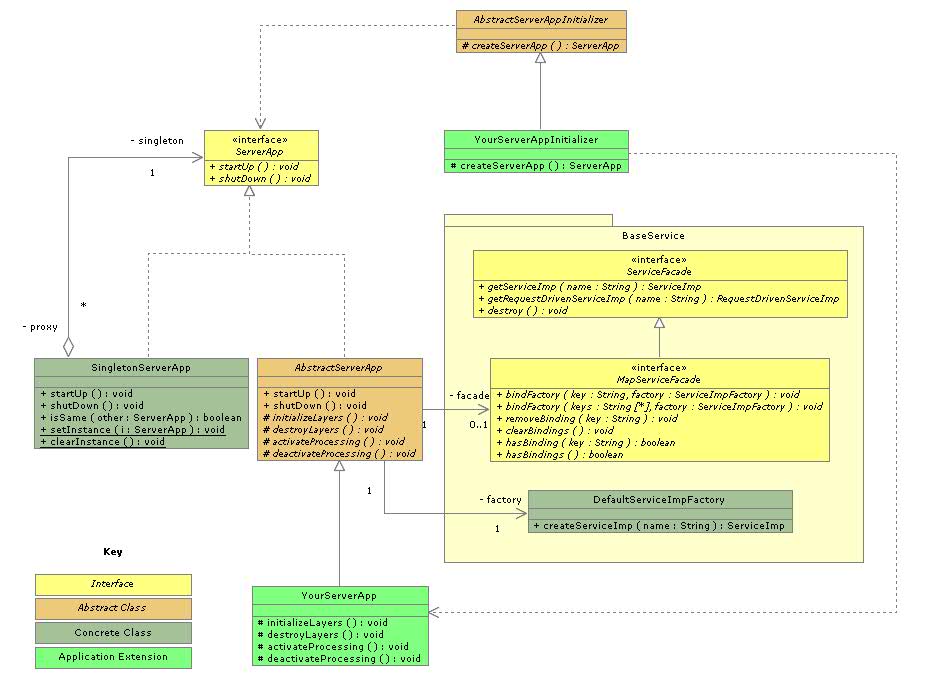 AbstractServerAppInitializer
# createServerApp ( ) : ServerApp
- singleton
1
«interface»
ServerApp
+ startUp ( ) : void
+ shutDown ( ) : void
YourServerAppInitializer
# createServerApp ( ) : ServerApp
BaseService
«interface»
ServiceFacade
+ getServiceImp ( name : String ) : ServiceImp
+ getRequestDrivenServiceImp ( name : String ) : RequestDrivenServiceImp
+ destroy ( ) : void
*
- proxy
SingletonServerApp
+ startUp ( ) : void
+ shutDown ( ) : void
+ isSame ( other : ServerApp ) : boolean
+ setInstance ( i : ServerApp ) : void
+ clearInstance ( ) : void
AbstractServerApp
+ startUp ( ) : void
+ shutDown ( ) : void
# initializeLayers ( ) : void
# destroyLayers ( ) : void
# activateProcessing ( ) : void
# deactivateProcessing ( ) : void
- facade
1
0..1
«interface»
MapServiceFacade
+ bindFactory ( key : String, factory : ServiceImpFactory ) : void
+ bindFactory ( keys : String [*], factory : ServiceImpFactory ) : void
+ removeBinding ( key : String ) : void
+ clearBindings ( ) : void
+ hasBinding ( key : String ) : boolean
+ hasBindings ( ) : boolean
1
- factory
1
DefaultServiceImpFactory
+ createServiceImp ( name : String ) : ServiceImp
Key
Interface
Abstract Class
Concrete Class
Application Extension
YourServerApp
# initializeLayers ( ) : void
# destroyLayers ( ) : void
# activateProcessing ( ) : void
# deactivateProcessing ( ) : void